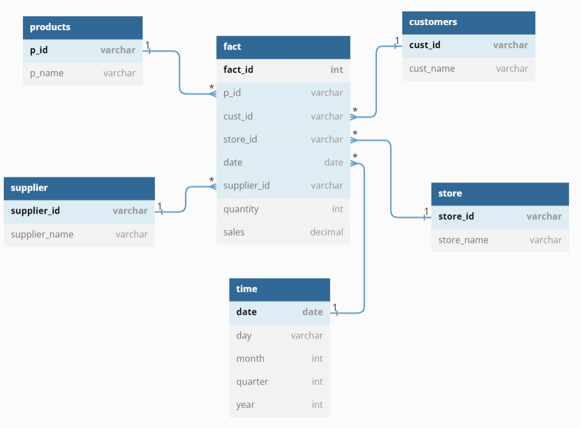 products
p_id varchar
p_name varchar
1
*
fact
fact_id int
p_id varchar
cust_id varchar
store_id varchar
date date
supplier_id varchar
quantity int
sales decimal
customers
cust_id varchar
cust_name varchar
1
*
*
*
supplier
supplier_id varchar
supplier_name varchar
1
*
store
store_id varchar
store_name varchar
1
time
date date
day varchar
month int
quarter int
year int
1